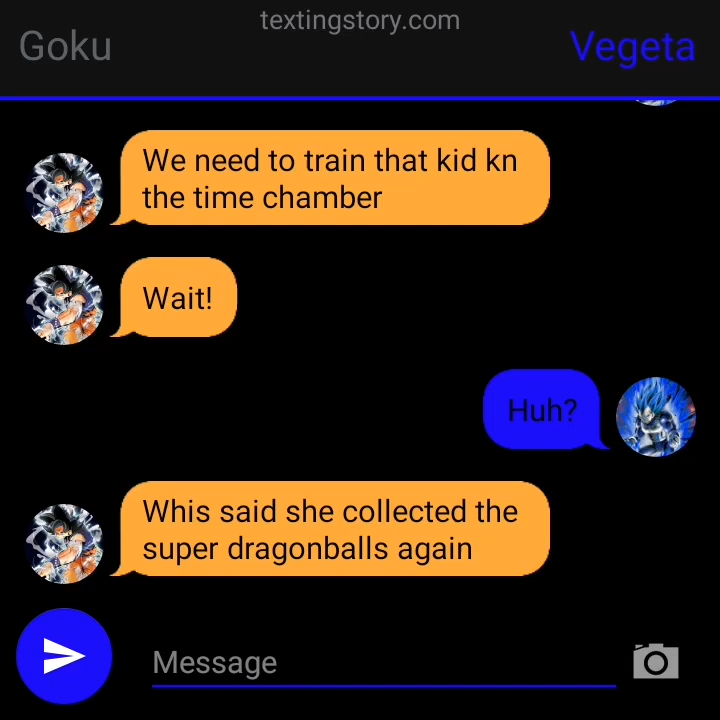 textingstory.com
Goku
Vegeta
We need to train that kid kn
the time chamber
Wait!
Huh?
Whis said she collected the
super dragonballs again
Message